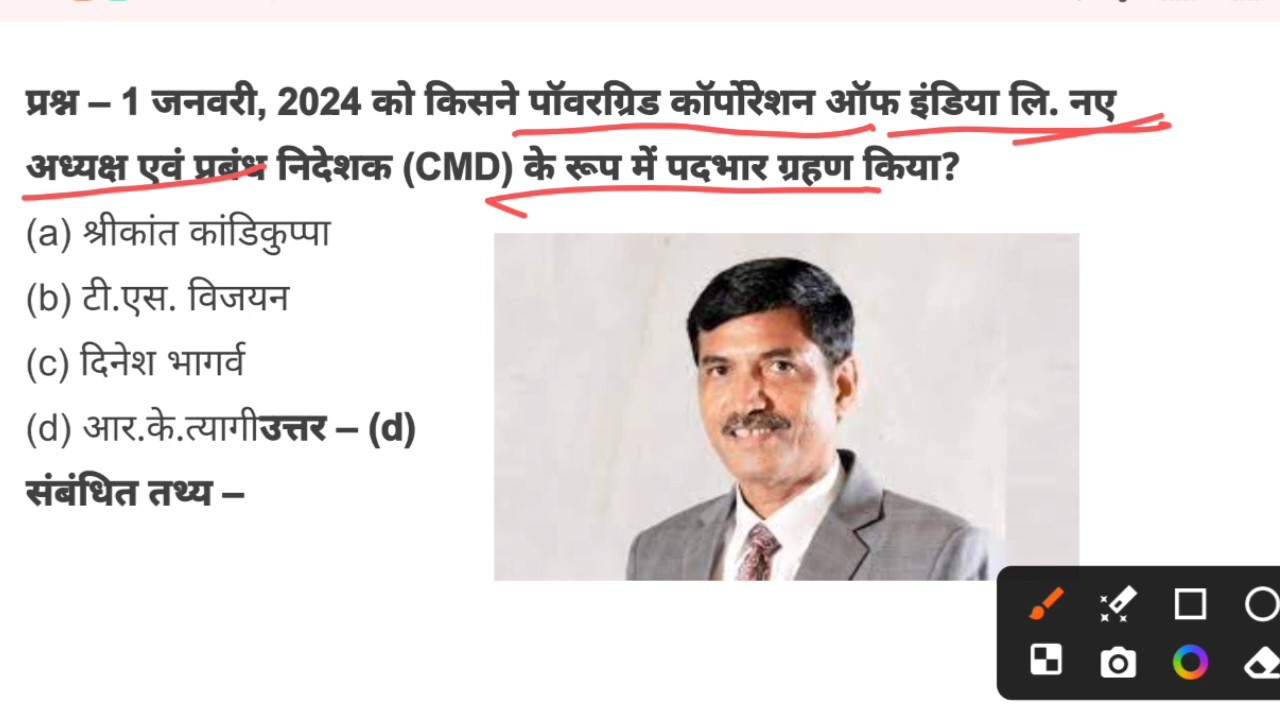 प्रश्न – 1 जनवरी, 2024 को किसने पॉवरग्रिड कॉर्पोरेशन ऑफ इंडिया लि. नए
अध्यक्ष एवं प्रबंध निदेशक (CMD) के रूप में पदभार ग्रहण किया?
(a) श्रीकांत कांडिकुप्पा
(b) टी.एस. विजयन
(c) दिनेश भागर्व
(d) आर.के.त्यागीउत्तर – (d)
संबंधित तथ्य –